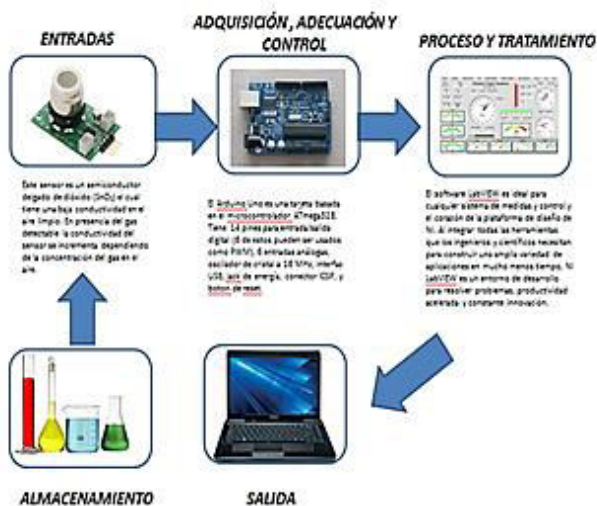 ENTRADAS
ADQUISICIÓN, ADECUACIÓN Y
CONTROL
PROCESO Y TRATAMIENTO
Este sensor es un semiconductor
delgado de dióxido (SnO₂) el cual
tiene una baja conductividad en el
aire limpio. En presencia del gas
detectable la conductividad del
sensor se incrementa dependiendo
de la concentración del gas en el
aire.
El Arduino Uno es una tarjeta basada
en el microcontrolador ATmega328.
Tiene 14 pines para entrada/salida
digital (6 de estos pueden ser usados
como PWM), 6 entradas análogas,
oscilador de cristal a 16 MHz, interfaz
USB, jack de energía, conector ICSP, y
boton de reset.
El software LabVIEW es ideal para
cualquier sistema de medidas y control y
el corazón de la plataforma de diseño de
NI. Al integrar todas las herramientas
que los ingenieros y científicos necesitan
para construir una amplia variedad de
aplicaciones en mucho menos tiempo, NI
LabVIEW es un entorno de desarrollo
para resolver problemas, productividad
acelerada y constante innovación.
ALMACENAMIENTO
SALIDA